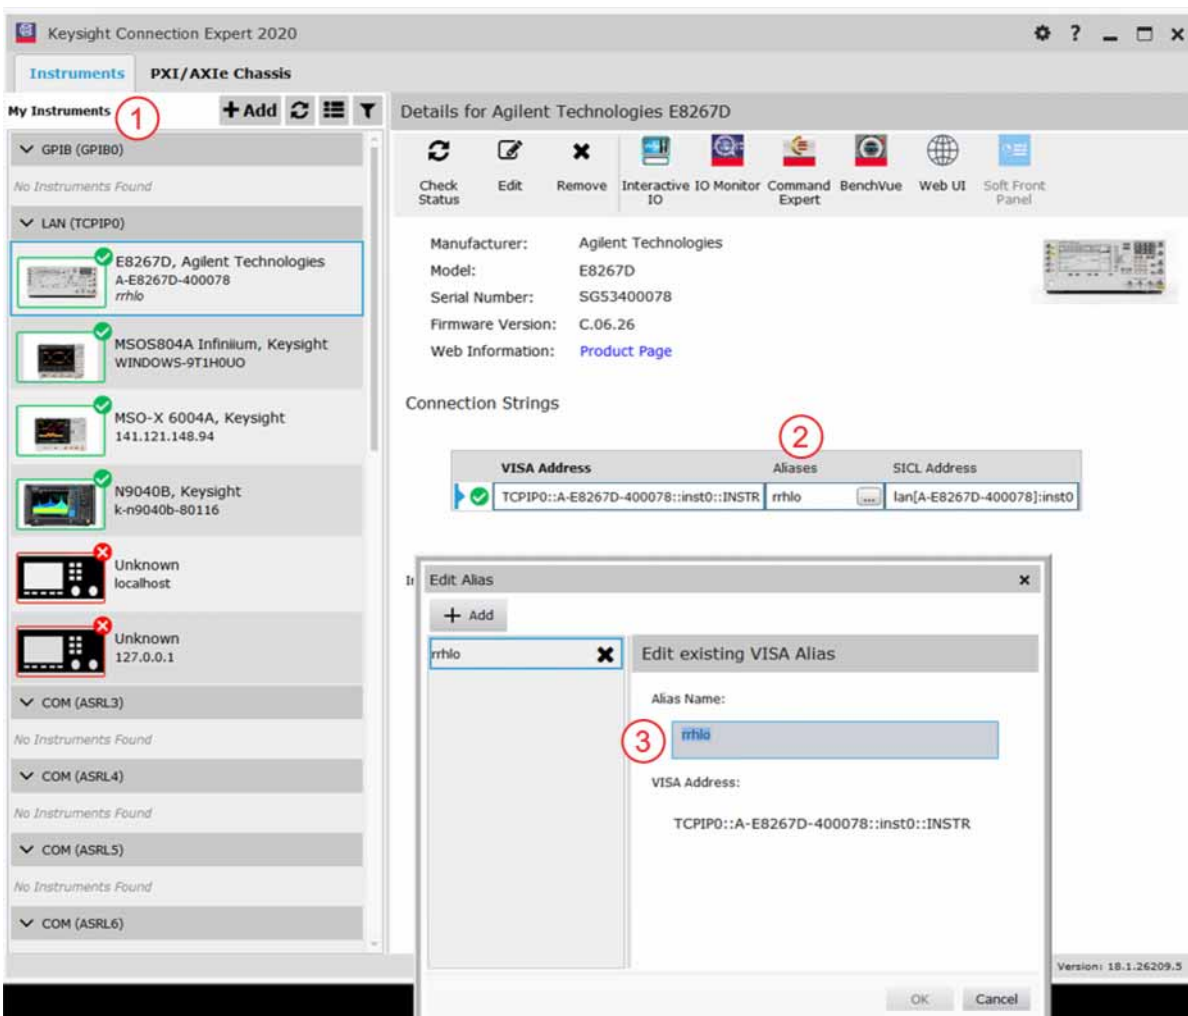 Keysight Connection Expert 2020
?
Instruments
PXI/AXIe Chassis
My Instruments
1
+ Add
GPIB (GPIB0)
No Instruments Found
LAN (TCPIP0)
E8267D, Agilent Technologies
A-E8267D-400078
rrhlo
MSOS804A Infiniium, Keysight
WINDOWS-9T1H0UO
MSO-X 6004A, Keysight
141.121.148.94
N9040B, Keysight
k-n9040b-80116
Unknown
localhost
Unknown
127.0.0.1
COM (ASRL3)
No Instruments Found
COM (ASRL4)
No Instruments Found
COM (ASRL5)
No Instruments Found
COM (ASRL6)
Details for Agilent Technologies E8267D
Check Status
Edit
Remove
Interactive IO
IO Monitor
Command Expert
BenchVue
Web UI
Soft Front Panel
Manufacturer: Agilent Technologies
Model: E8267D
Serial Number: SG53400078
Firmware Version: C.06.26
Web Information: Product Page
Connection Strings
2
VISA Address Aliases SICL Address
TCPIP0::A-E8267D-400078::inst0::INSTR rrhlo ... lan[A-E8267D-400078]:inst0
Edit Alias
+ Add
rrhlo
Edit existing VISA Alias
Alias Name:
3
rrhlo
VISA Address:
TCPIP0::A-E8267D-400078::inst0::INSTR
OK
Cancel
Version: 18.1.26209.5